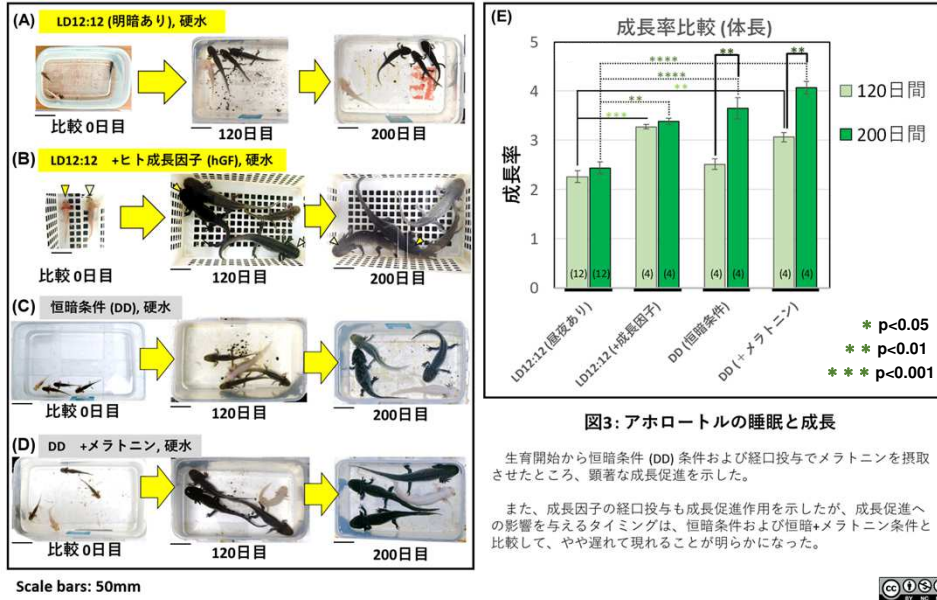 (A) LD12:12 (明暗あり), 硬水
比較 0日目
120日目
200日目
(B) LD12:12 +ヒト成長因子 (hGF), 硬水
比較 0日目
120日目
200日目
(C) 恒暗条件 (DD), 硬水
比較 0日目
120日目
200日目
(D) DD +メラトニン, 硬水
比較 0日目
120日目
200日目
Scale bars: 50mm
(E)
成長率比較 (体長)
成長率
5
4
3
2
1
0
****
****
**
**
***
**
**
(12) (12) (4) (4) (4) (4) (4) (4)
LD12:12 (昼夜あり)
LD12:12 (+成長因子)
DD (恒暗条件)
DD (+メラトニン)
120日間
200日間
* p<0.05
** p<0.01
*** p<0.001
図3: アホロートルの睡眠と成長
生育開始から恒暗条件 (DD) 条件および経口投与でメラトニンを摂取
させたところ、顕著な成長促進を示した。
また、成長因子の経口投与も成長促進作用を示したが、成長促進へ
の影響を与えるタイミングは、恒暗条件および恒暗+メラトニン条件と
比較して、やや遅れて現れることが明らかになった。
cc
BY NC